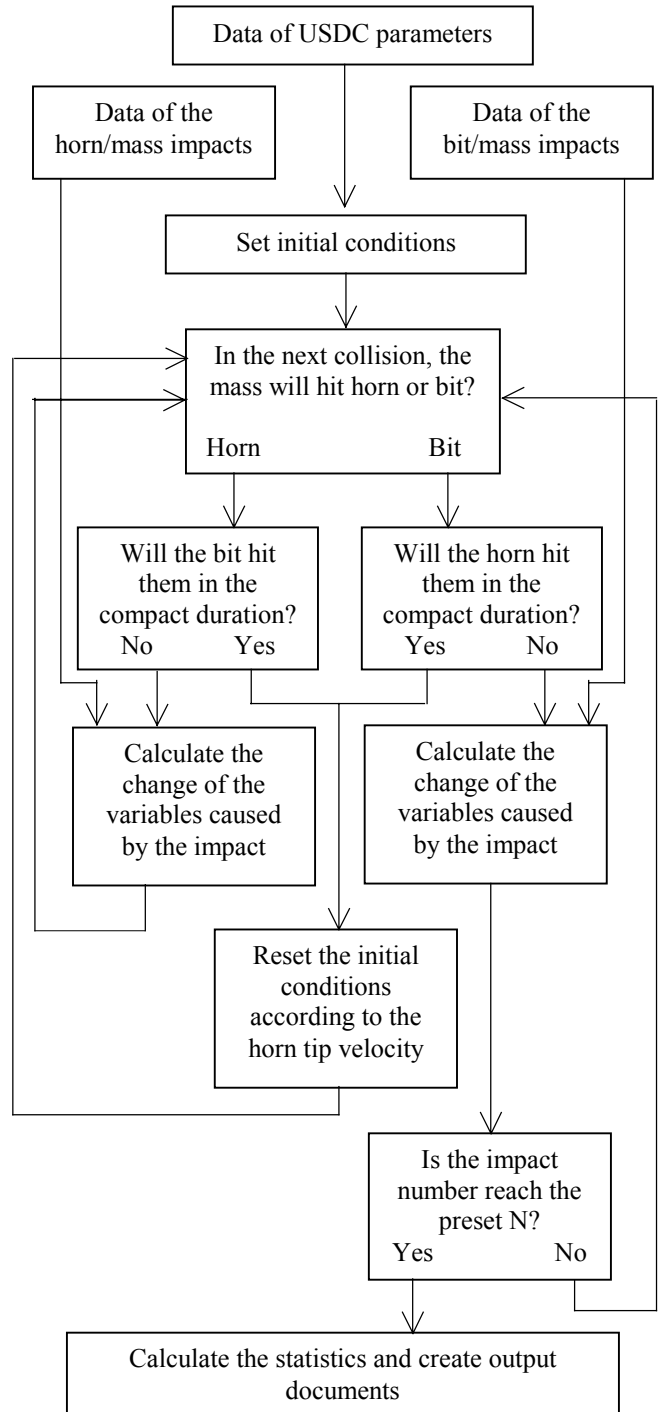 Data of USDC parameters
Data of the
horn/mass impacts
Data of the
bit/mass impacts
Set initial conditions
In the next collision, the
mass will hit horn or bit?
Horn Bit
Will the bit hit
them in the
compact duration?
No Yes
Will the horn hit
them in the
compact duration?
Yes No
Calculate the
change of the
variables caused
by the impact
Calculate the
change of the
variables caused
by the impact
Reset the initial
conditions
according to the
horn tip velocity
Is the impact
number reach the
preset N?
Yes No
Calculate the statistics and create output
documents